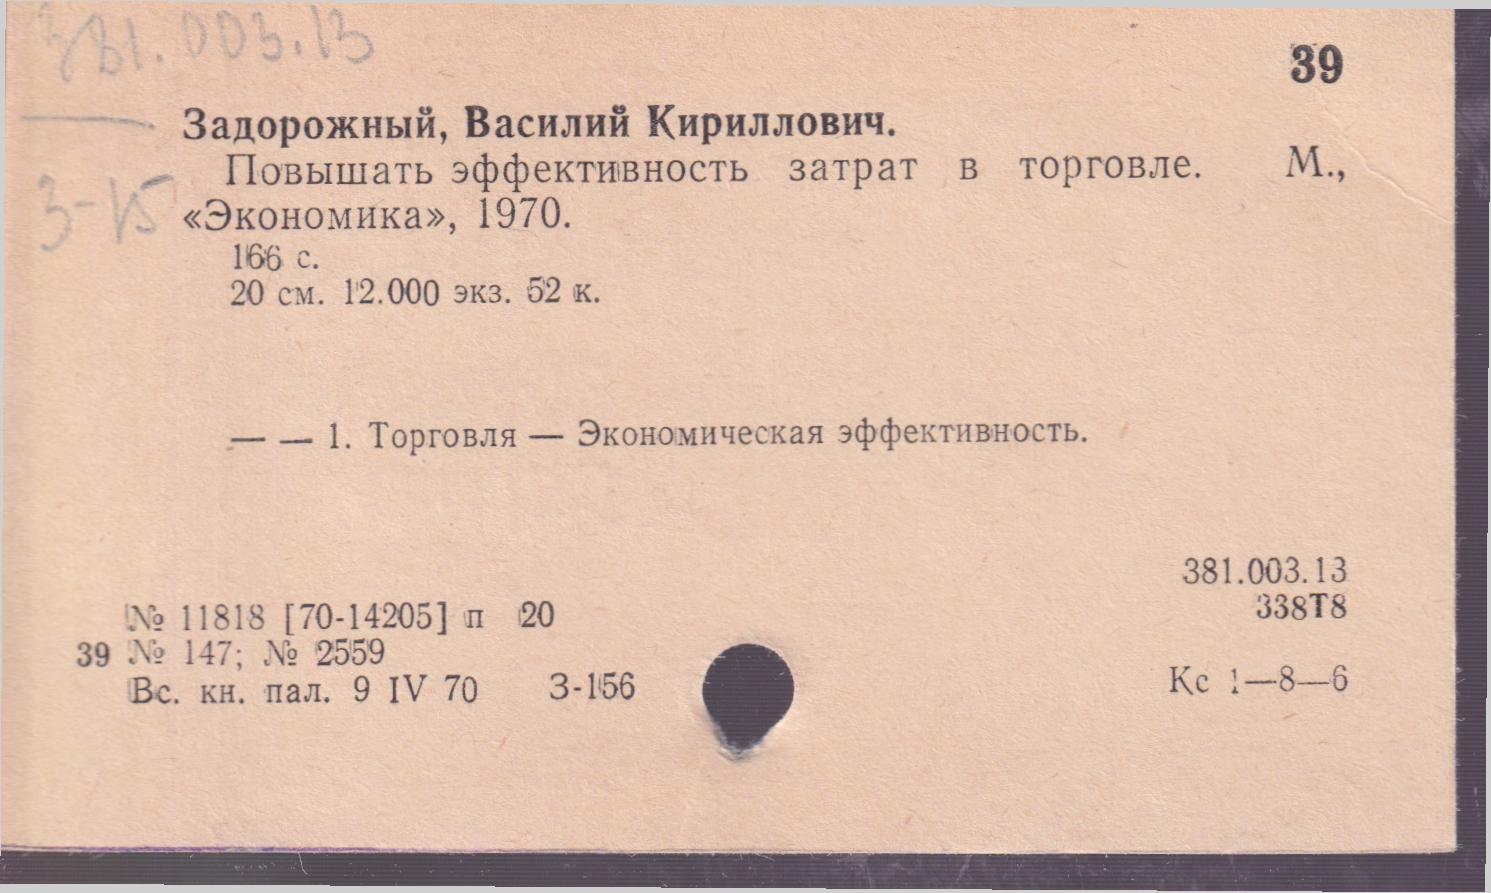 381.003.13
39
Задорожный, Василий Кириллович.
Повышать эффективность затрат в торговле. М.,
З-15
«Экономика», 1970.
166 с.
20 см. 12.000 экз. 52 к.
— — 1. Торговля — Экономическая эффективность.
381.003.13
338Т8
№ 11818 [70-14205] п 20
39 № 147; № 2559
Вс. кн. пал. 9 IV 70 З-156
Кс 1—8—6